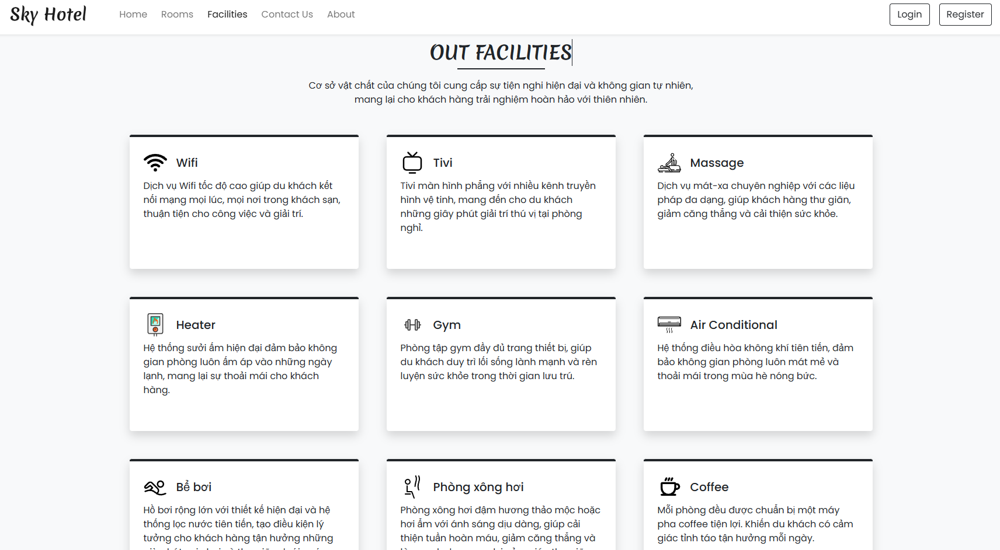 Sky Hotel
Home Rooms Facilities Contact Us About
Login Register
OUT FACILITIES
Cơ sở vật chất của chúng tôi cung cấp sự tiện nghi hiện đại và không gian tự nhiên,
mang lại cho khách hàng trải nghiệm hoàn hảo với thiên nhiên.
Wifi
Dịch vụ Wifi tốc độ cao giúp du khách kết
nối mạng mọi lúc, mọi nơi trong khách sạn,
thuận tiện cho công việc và giải trí.
Tivi
Tivi màn hình phẳng với nhiều kênh truyền
hình vệ tinh, mang đến cho du khách
những giây phút giải trí thú vị tại phòng
nghỉ.
Massage
Dịch vụ mát-xa chuyên nghiệp với các liệu
pháp đa dạng, giúp khách hàng thư giãn,
giảm căng thẳng và cải thiện sức khỏe.
Heater
Hệ thống sưởi ấm hiện đại đảm bảo không
gian phòng luôn ấm áp vào những ngày
lạnh, mang lại sự thoải mái cho khách
hàng.
Gym
Phòng tập gym đầy đủ trang thiết bị, giúp
du khách duy trì lối sống lành mạnh và rèn
luyện sức khỏe trong thời gian lưu trú.
Air Conditional
Hệ thống điều hòa không khí tiên tiến, đảm
bảo không gian phòng luôn mát mẻ và
thoải mái trong mùa hè nóng bức.
Bể bơi
Hồ bơi rộng lớn với thiết kế hiện đại và hệ
thống lọc nước tiên tiến, tạo điều kiện lý
tưởng cho khách hàng tận hưởng những
Phòng xông hơi
Phòng xông hơi đậm hương thảo mộc hoặc
hơi ẩm với ánh sáng dịu dàng, giúp cải
thiện tuần hoàn máu, giảm căng thẳng và
Coffee
Mỗi phòng đều được chuẩn bị một máy
pha coffee tiện lợi. Khiến du khách có cảm
giác tỉnh táo tận hưởng mỗi ngày.